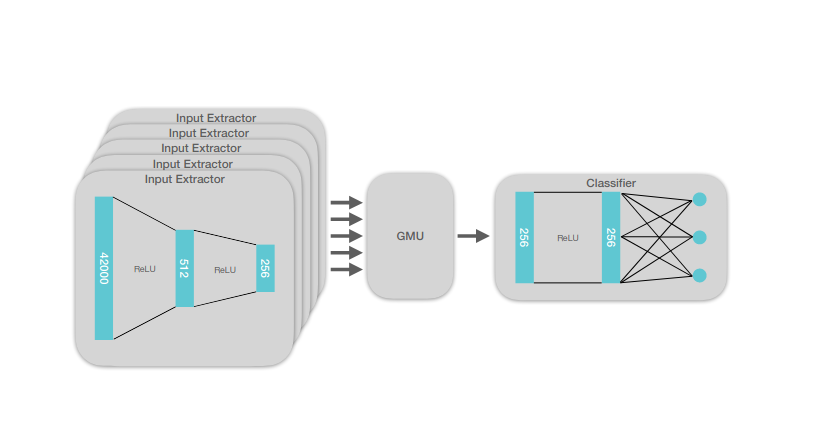 Input Extractor
Input Extractor
Input Extractor
Input Extractor
Input Extractor
42000
ReLU
512
ReLU
256
GMU
Classifier
256
ReLU
256